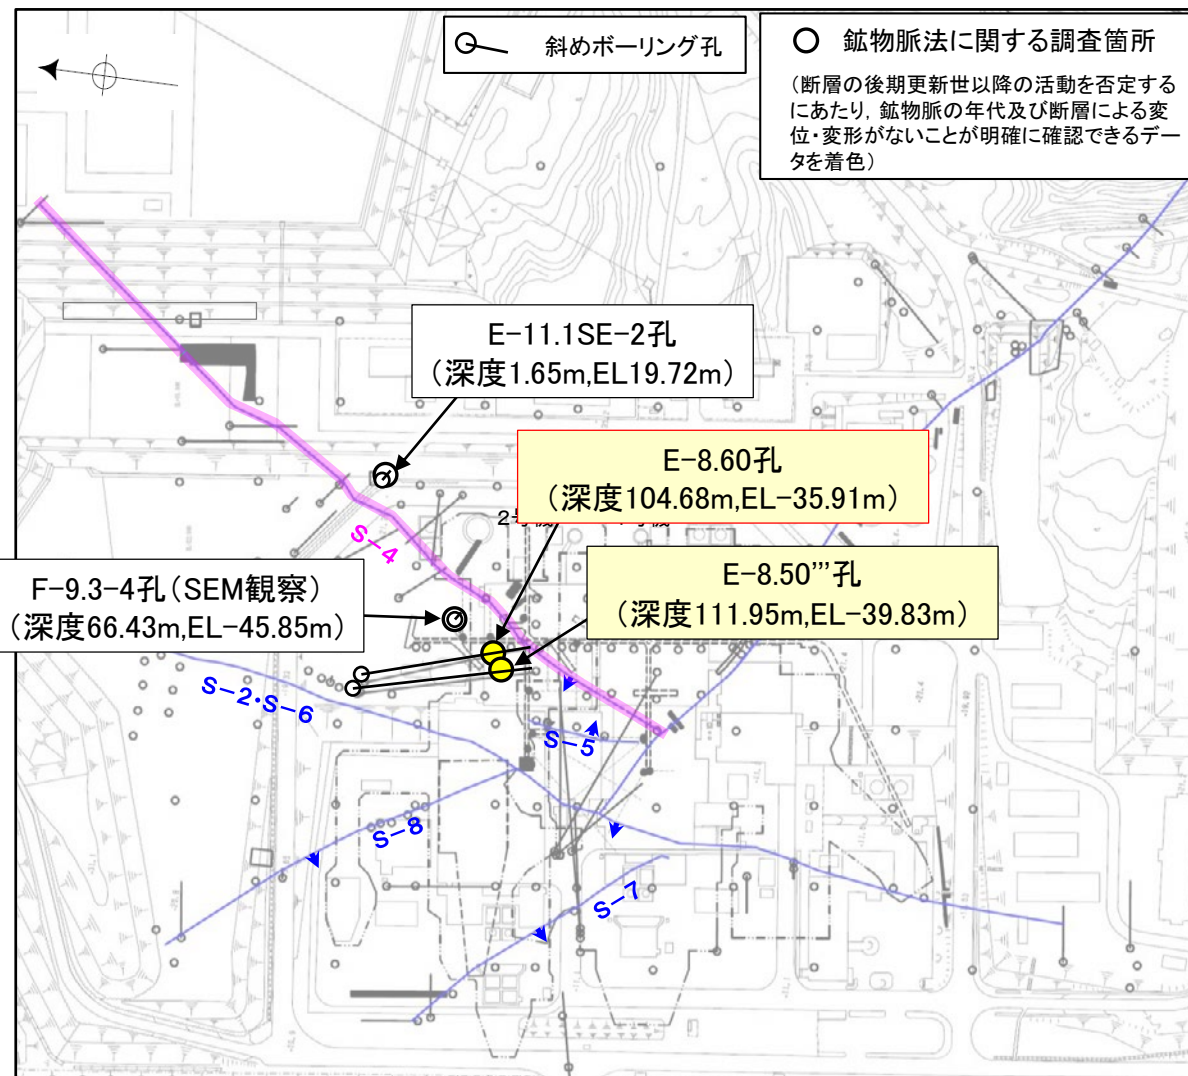 斜めボーリング孔
鉱物脈法に関する調査箇所
（断層の後期更新世以降の活動を否定する
にあたり，鉱物脈の年代及び断層による変
位・変形がないことが明確に確認できるデー
タを着色）
E-11.1SE-2孔
（深度1.65m,EL19.72m）
E-8.60孔
（深度104.68m,EL-35.91m）
S-4
E-8.50'''孔
（深度111.95m,EL-39.83m）
F-9.3-4孔（SEM観察）
（深度66.43m,EL-45.85m）
S-2・S-6
S-5
S-8
S-7